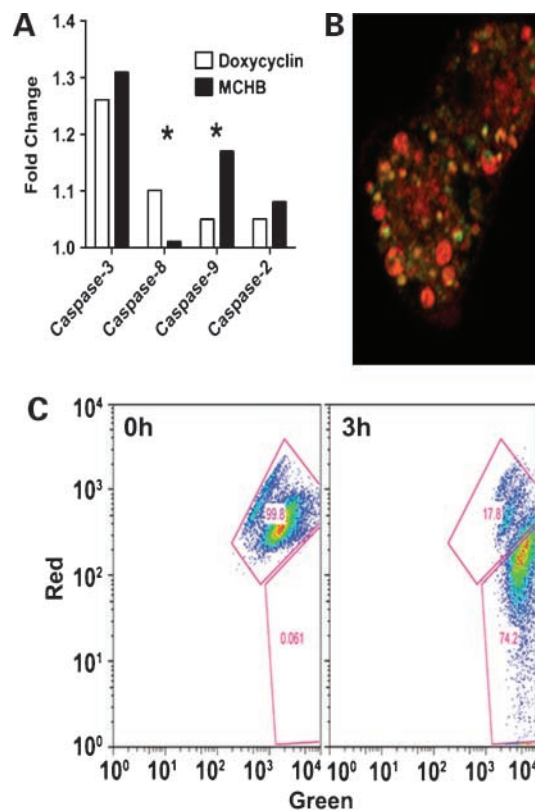 A
B
Fold Change
1.4
1.3
1.2
1.1
1.0
Doxycyclin
MCHB
* *
Caspase-3
Caspase-8
Caspase-9
Caspase-2
C
Red
10⁴
10³
10²
10¹
10⁰
0h
99.8
0.061
3h
17.8
74.2
10⁰ 10¹ 10² 10³ 10⁴ 10⁰ 10¹ 10² 10³ 10⁴
Green